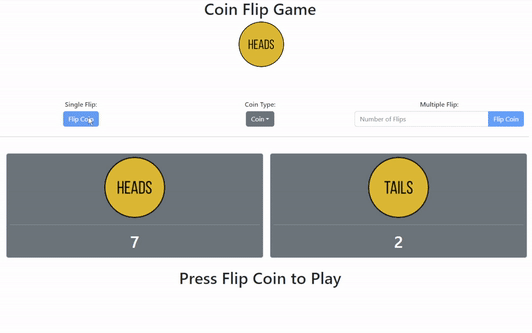 Coin Flip Game
HEADS
Single Flip:
Coin Type:
Multiple Flip:
Flip Coin
Coin
Number of Flips
Flip Coin
HEADS
TAILS
7
2
Press Flip Coin to Play